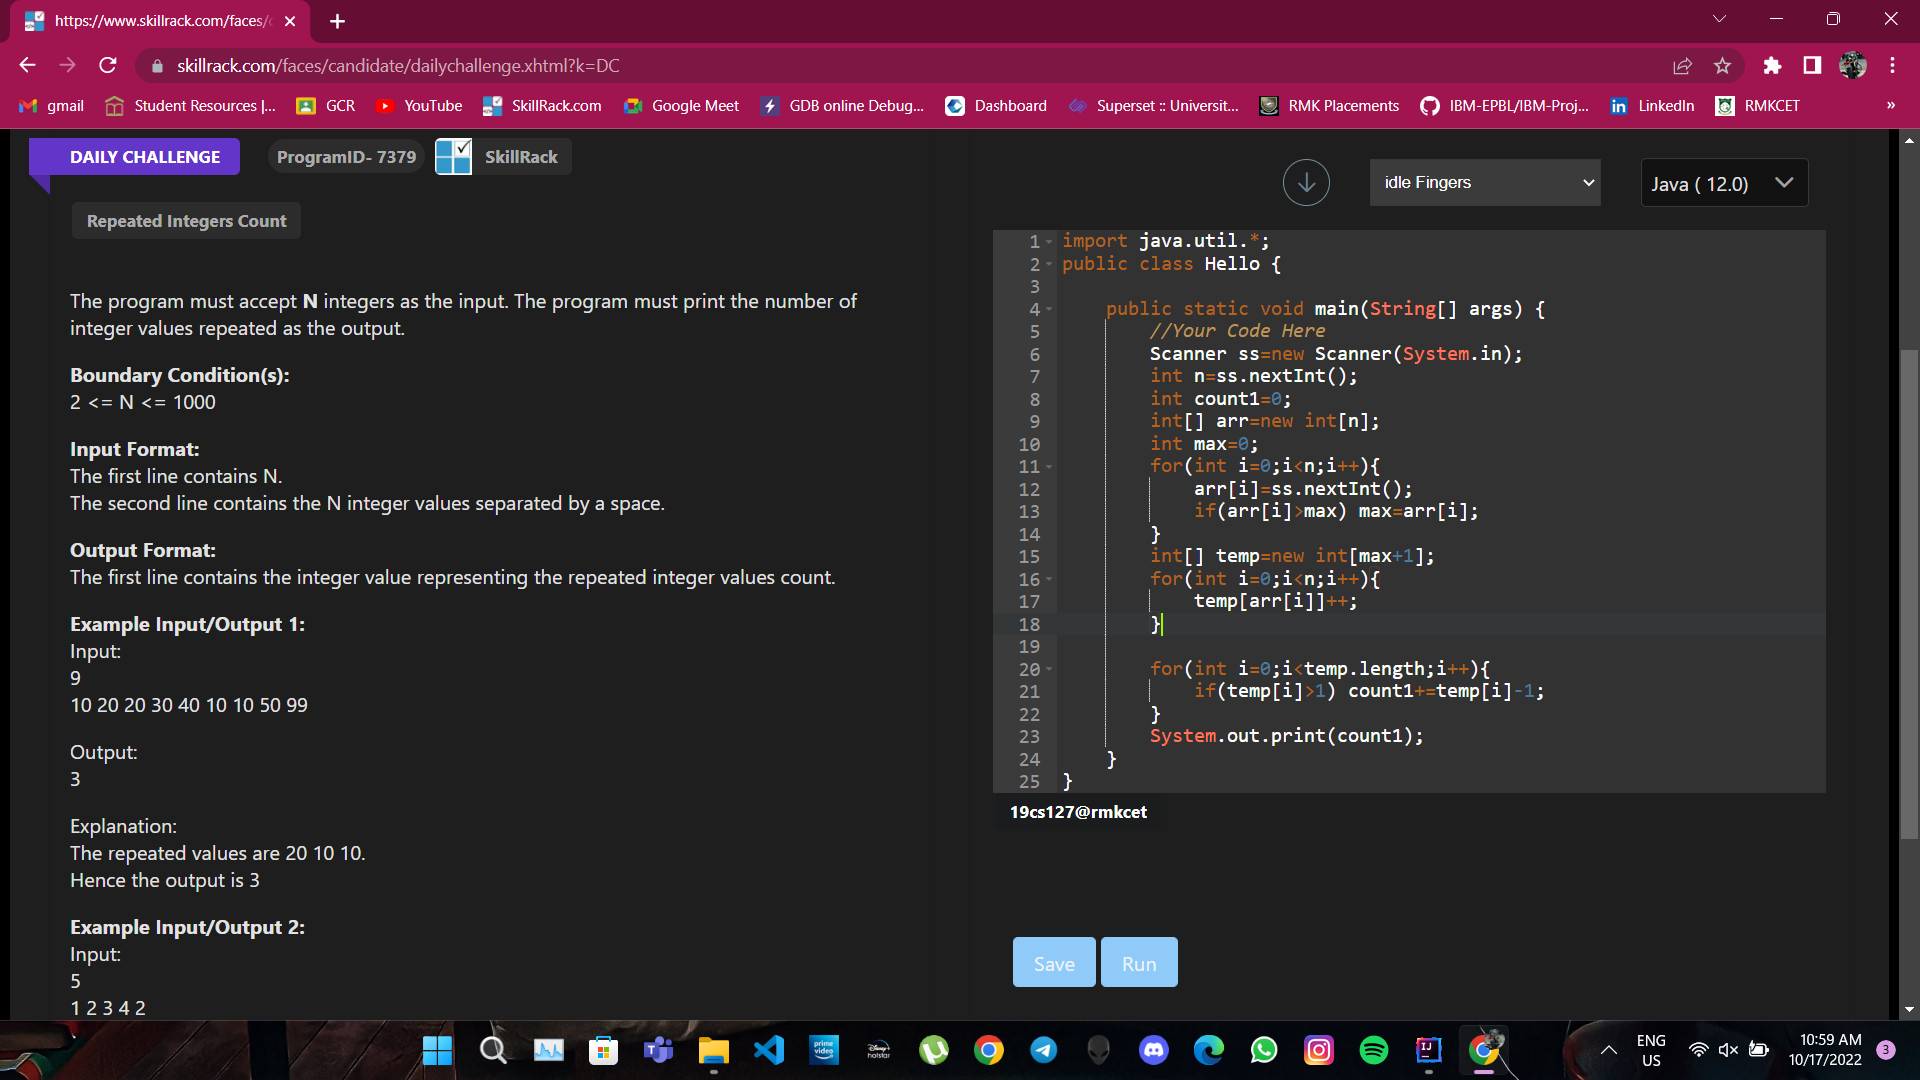 https://www.skillrack.com/faces/c
skillrack.com/faces/candidate/dailychallenge.xhtml?k=DC
gmail
Student Resources |...
GCR
YouTube
SkillRack.com
Google Meet
GDB online Debug...
Dashboard
Superset :: Universit...
RMK Placements
IBM-EPBL/IBM-Proj...
LinkedIn
RMKCET
»
DAILY CHALLENGE
ProgramID- 7379
SkillRack
Repeated Integers Count
The program must accept N integers as the input. The program must print the number of
integer values repeated as the output.
Boundary Condition(s):
2 <= N <= 1000
Input Format:
The first line contains N.
The second line contains the N integer values separated by a space.
Output Format:
The first line contains the integer value representing the repeated integer values count.
Example Input/Output 1:
Input:
9
10 20 20 30 40 10 10 50 99
Output:
3
Explanation:
The repeated values are 20 10 10.
Hence the output is 3
Example Input/Output 2:
Input:
5
1 2 3 4 2
idle Fingers
Java ( 12.0)
1 import java.util.*;
2 public class Hello {
3
4     public static void main(String[] args) {
5         //Your Code Here
6         Scanner ss=new Scanner(System.in);
7         int n=ss.nextInt();
8         int count1=0;
9         int[] arr=new int[n];
10         int max=0;
11         for(int i=0;i<n;i++){
12             arr[i]=ss.nextInt();
13             if(arr[i]>max) max=arr[i];
14         }
15         int[] temp=new int[max+1];
16         for(int i=0;i<n;i++){
17             temp[arr[i]]++;
18         }
19
20         for(int i=0;i<temp.length;i++){
21             if(temp[i]>1) count1+=temp[i]-1;
22         }
23         System.out.print(count1);
24     }
25 }
19cs127@rmkcet
Save
Run
prime video
Disney+ hotstar
IJ
ENG
US
10:59 AM
10/17/2022
3